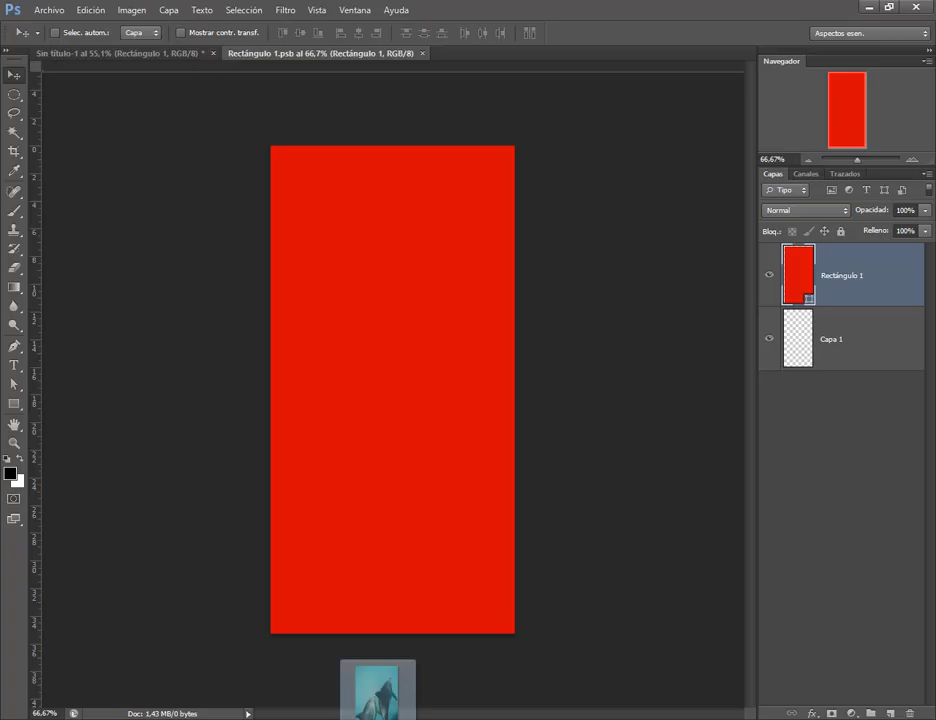 Ps Archivo Edición Imagen Capa Texto Selección Filtro Vista Ventana Ayuda
Selec. autom.: Capa Mostrar contr. transf. Aspectos esen.
Sin título-1 al 55,1% (Rectángulo 1, RGB/8) * × Rectángulo 1.psb al 66,7% (Rectángulo 1, RGB/8) ×
Navegador
66,67%
Capas Canales Trazados
Tipo
Normal Opacidad: 100%
Bloq.: Relleno: 100%
Rectángulo 1
Capa 1
66,67% Doc: 1,43 MB/0 bytes